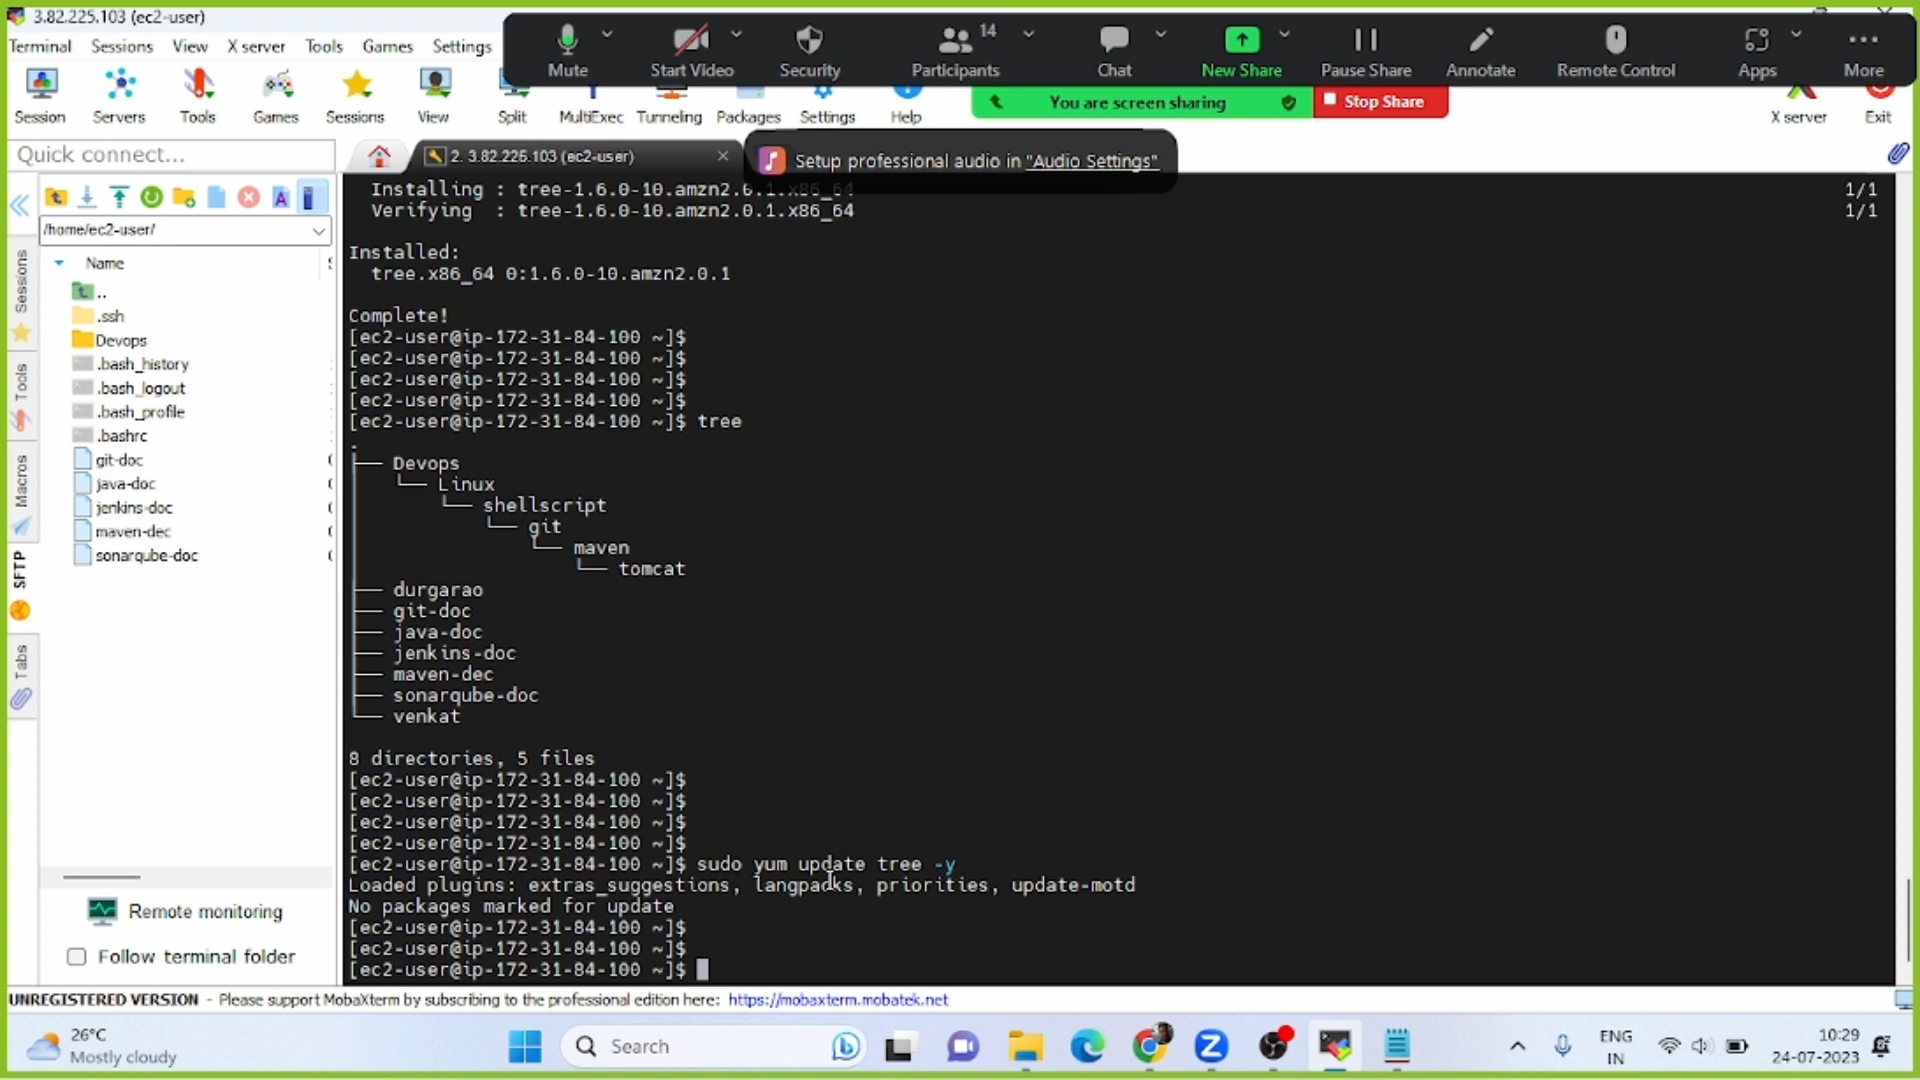 3.82.225.103 (ec2-user)
Terminal Sessions View X server Tools Games Settings
Mute Start Video Security Participants 14 Chat New Share Pause Share Annotate Remote Control Apps More
Session Servers Tools Games Sessions View Split MultiExec Tunneling Packages Settings Help
You are screen sharing Stop Share
X server Exit
Quick connect...
2. 3.82.225.103 (ec2-user)
Setup professional audio in "Audio Settings"
/home/ec2-user/
Name
..
.ssh
Devops
.bash_history
.bash_logout
.bash_profile
.bashrc
git-doc
java-doc
jenkins-doc
maven-dec
sonarqube-doc
Sessions
Tools
Macros
SFTP
Tabs
Remote monitoring
Follow terminal folder
Installing : tree-1.6.0-10.amzn2.0.1.x86_64 1/1
Verifying : tree-1.6.0-10.amzn2.0.1.x86_64 1/1
Installed:
tree.x86_64 0:1.6.0-10.amzn2.0.1
Complete!
[ec2-user@ip-172-31-84-100 ~]$
[ec2-user@ip-172-31-84-100 ~]$
[ec2-user@ip-172-31-84-100 ~]$
[ec2-user@ip-172-31-84-100 ~]$
[ec2-user@ip-172-31-84-100 ~]$ tree
.
├── Devops
│   └── Linux
│       └── shellscript
│           └── git
│               └── maven
│                   └── tomcat
├── durgarao
├── git-doc
├── java-doc
├── jenkins-doc
├── maven-dec
├── sonarqube-doc
└── venkat
8 directories, 5 files
[ec2-user@ip-172-31-84-100 ~]$
[ec2-user@ip-172-31-84-100 ~]$
[ec2-user@ip-172-31-84-100 ~]$
[ec2-user@ip-172-31-84-100 ~]$
[ec2-user@ip-172-31-84-100 ~]$ sudo yum update tree -y
Loaded plugins: extras_suggestions, langpacks, priorities, update-motd
No packages marked for update
[ec2-user@ip-172-31-84-100 ~]$
[ec2-user@ip-172-31-84-100 ~]$
[ec2-user@ip-172-31-84-100 ~]$
UNREGISTERED VERSION - Please support MobaXterm by subscribing to the professional edition here: https://mobaxterm.mobatek.net
26°C
Mostly cloudy
Search
ENG
IN
10:29
24-07-2023